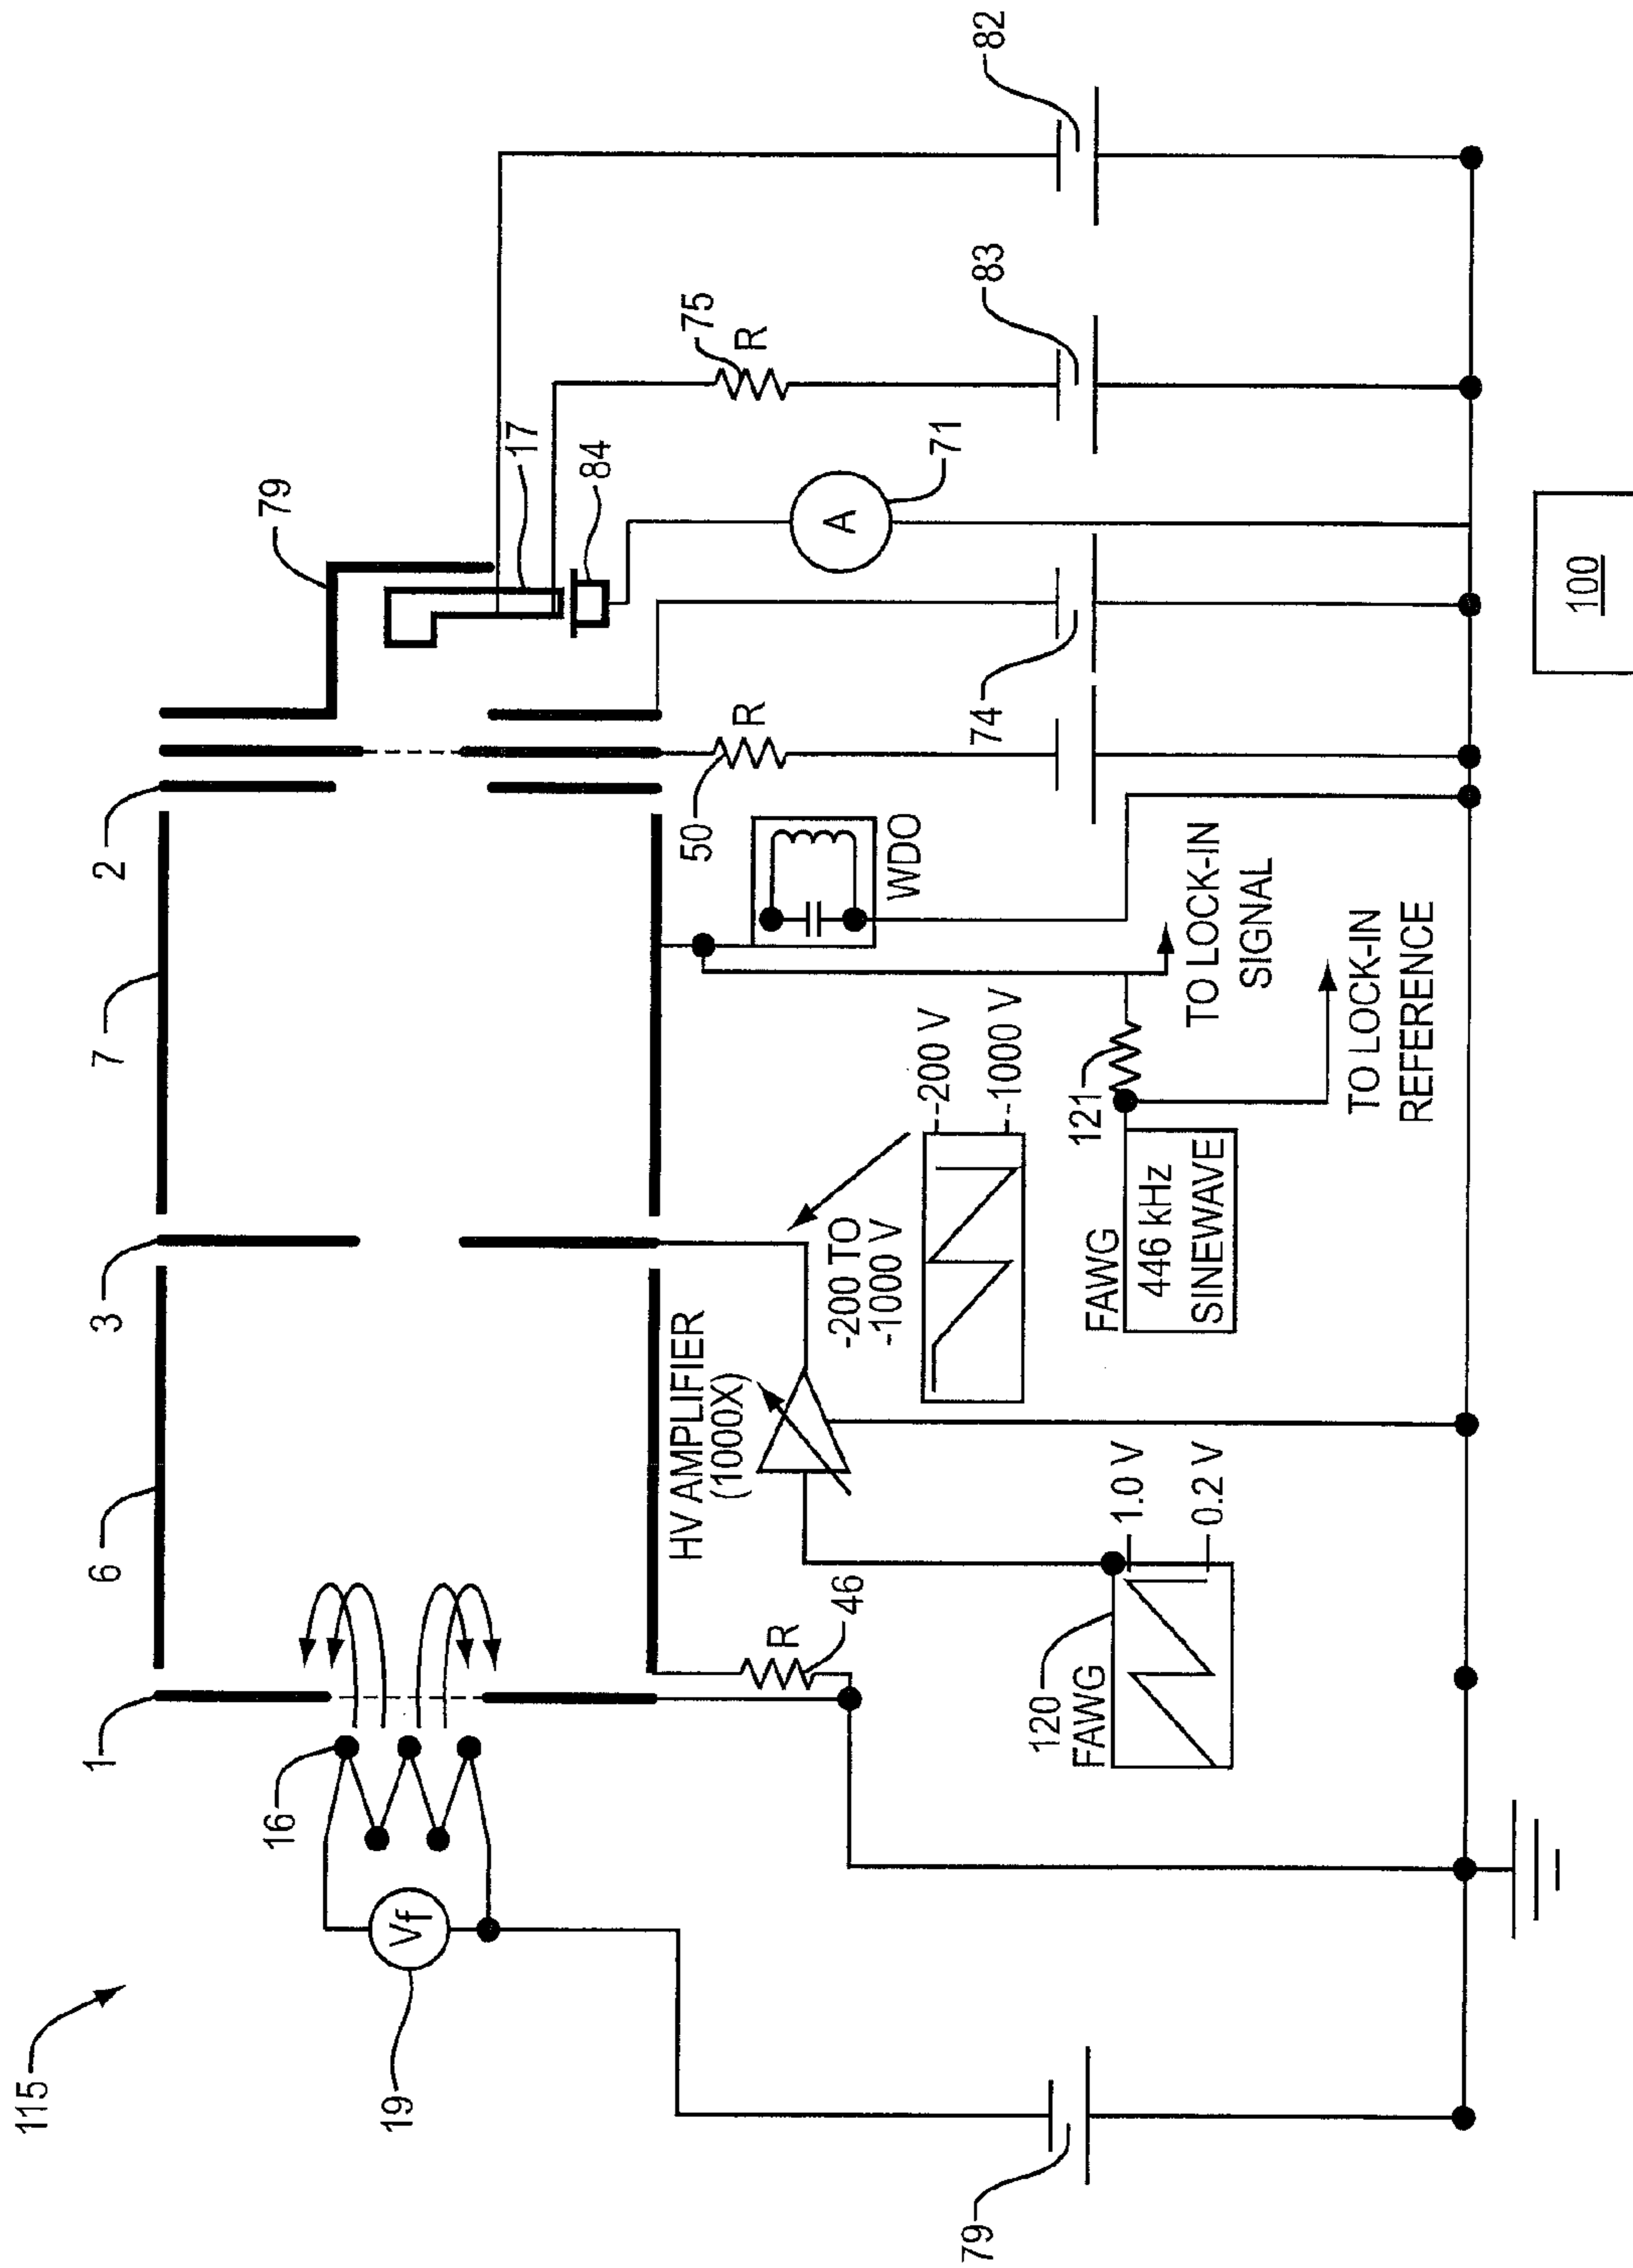 115
19
Vf
79
16
1
6
3
7
2
79
17
84
75
R
83
82
71
A
74
50
R
WDO
TO LOCK-IN
SIGNAL
TO LOCK-IN
REFERENCE
121
FAWG
446 kHz
SINEWAVE
-200 V
-1000 V
-200 TO
-1000 V
HV AMPLIFIER
(1000X)
R
46
120
FAWG
1.0 V
0.2 V
100